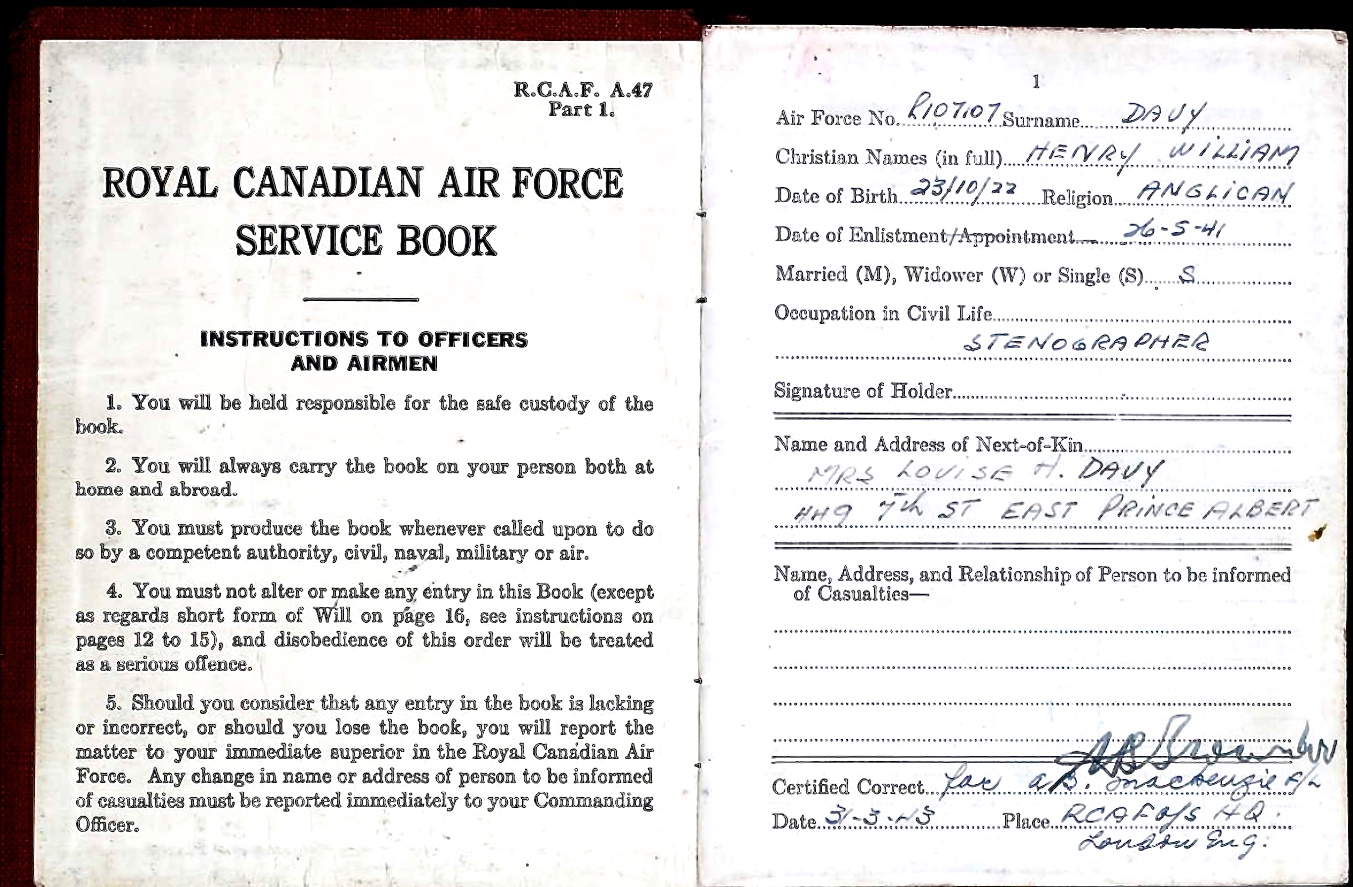 R.C.A.F. A.47
Part 1.
ROYAL CANADIAN AIR FORCE
SERVICE BOOK
INSTRUCTIONS TO OFFICERS
AND AIRMEN
1. You will be held responsible for the safe custody of the
book.
2. You will always carry the book on your person both at
home and abroad.
3. You must produce the book whenever called upon to do
so by a competent authority, civil, naval, military or air.
4. You must not alter or make any entry in this Book (except
as regards short form of Will on page 16, see instructions on
pages 12 to 15), and disobedience of this order will be treated
as a serious offence.
5. Should you consider that any entry in the book is lacking
or incorrect, or should you lose the book, you will report the
matter to your immediate superior in the Royal Canadian Air
Force. Any change in name or address of person to be informed
of casualties must be reported immediately to your Commanding
Officer.
1
Air Force No. R107107 Surname DAVY
Christian Names (in full) HENRY WILLIAM
Date of Birth 23/10/22 Religion ANGLICAN
Date of Enlistment/Appointment 26-5-41
Married (M), Widower (W) or Single (S) S
Occupation in Civil Life
STENOGRAPHER
Signature of Holder
Name and Address of Next-of-Kin
MRS LOUISE H. DAVY
449 7th ST EAST PRINCE ALBERT
Name, Address, and Relationship of Person to be informed
of Casualties—
Certified Correct for A.B. Mackenzie A/L
Date 31-3-43 Place RCAF O/S HQ.
London Eng.